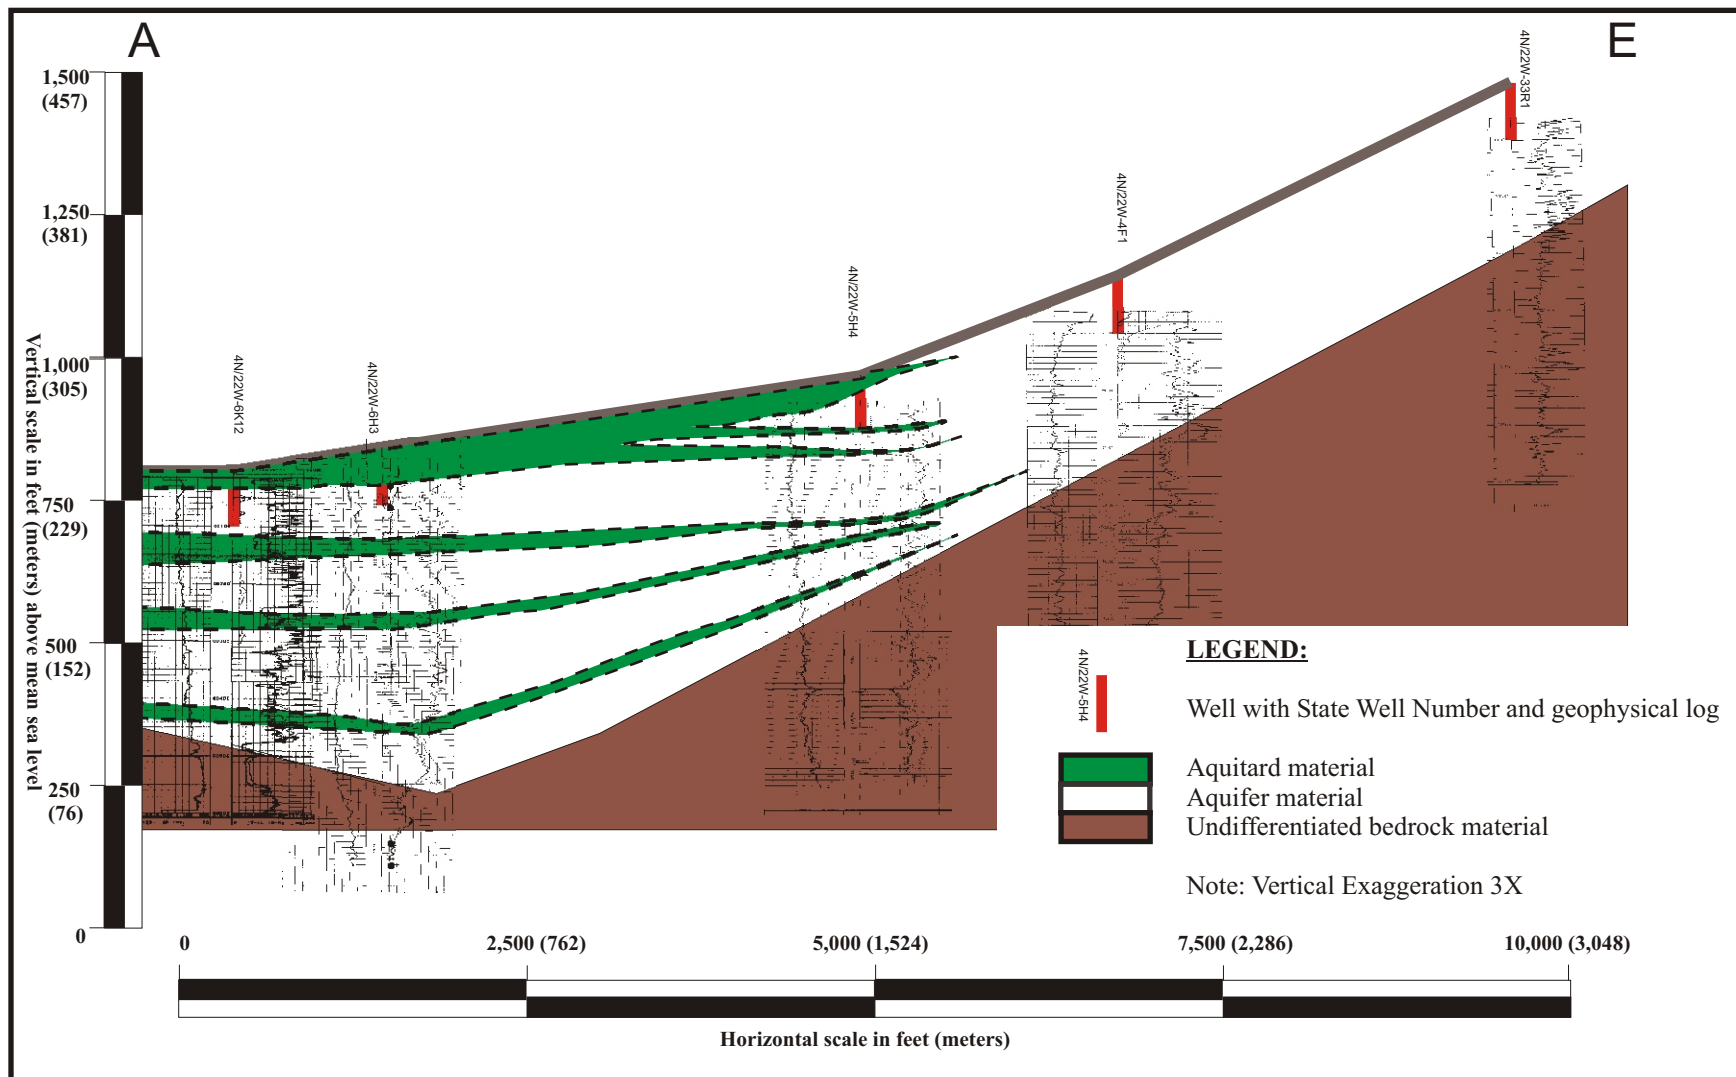 A
E
1,500
(457)
1,250
(381)
1,000
(305)
750
(229)
500
(152)
250
(76)
0
Vertical scale in feet (meters) above mean sea level
4N/22W-6K12
4N/22W-6H3
4N/22W-5H4
4N/22W-4F1
4N/22W-33R1
LEGEND:
4N/22W-5H4
Well with State Well Number and geophysical log
Aquitard material
Aquifer material
Undifferentiated bedrock material
Note: Vertical Exaggeration 3X
0
2,500 (762)
5,000 (1,524)
7,500 (2,286)
10,000 (3,048)
Horizontal scale in feet (meters)